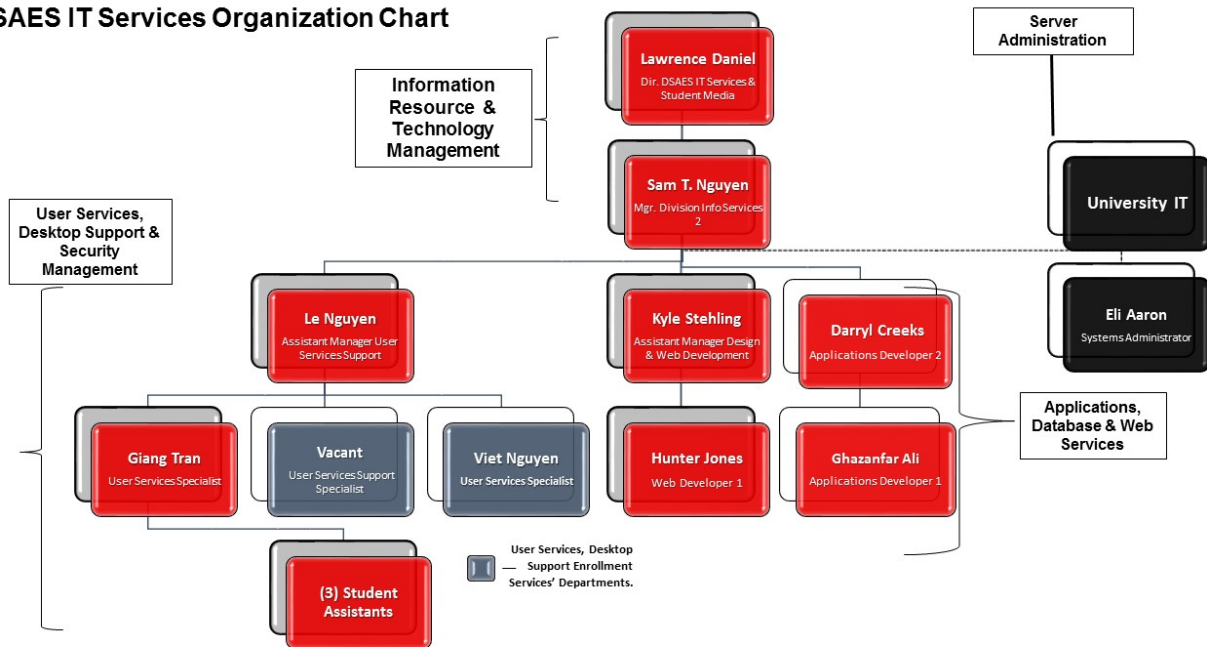 SAES IT Services Organization Chart
Server
Administration
Lawrence Daniel
Dir. DSAES IT Services &
Student Media
Information
Resource &
Technology
Management
Sam T. Nguyen
Mgr. Division Info Services
2
University IT
User Services,
Desktop Support &
Security
Management
Eli Aaron
Systems Administrator
Le Nguyen
Assistant Manager User
Services Support
Kyle Stehling
Assistant Manager Design
& Web Development
Darryl Creeks
Applications Developer 2
Applications,
Database & Web
Services
Giang Tran
User Services Specialist
Vacant
User Services Support
Specialist
Viet Nguyen
User Services Specialist
Hunter Jones
Web Developer 1
Ghazanfar Ali
Applications Developer 1
User Services, Desktop
Support Enrollment
Services’ Departments.
(3) Student
Assistants